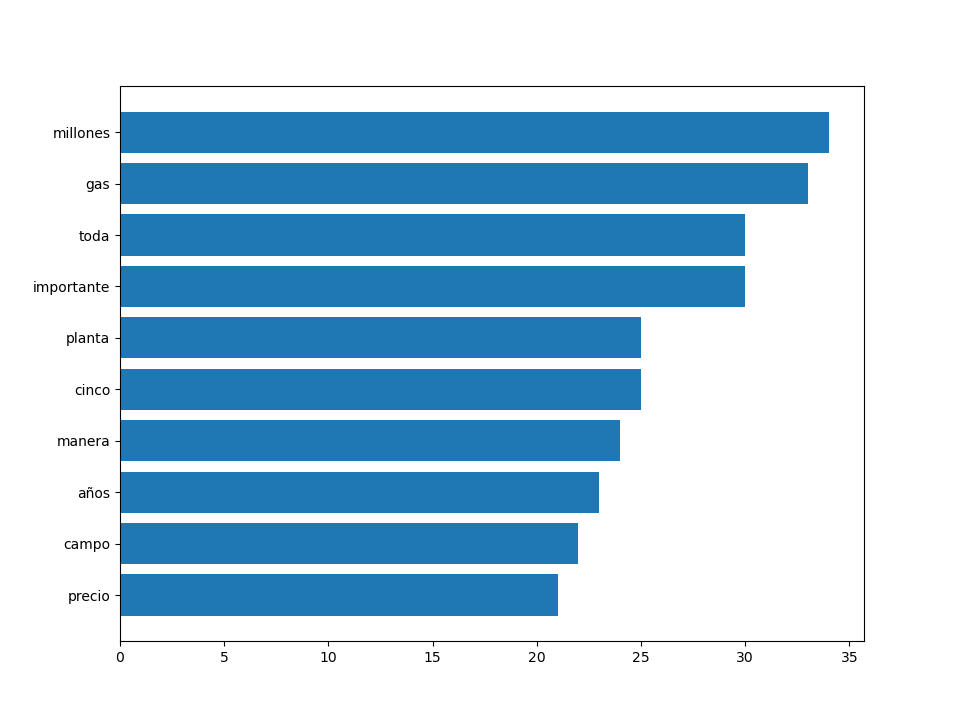 millones
gas
toda
importante
planta
cinco
manera
años
campo
precio
0 5 10 15 20 25 30 35